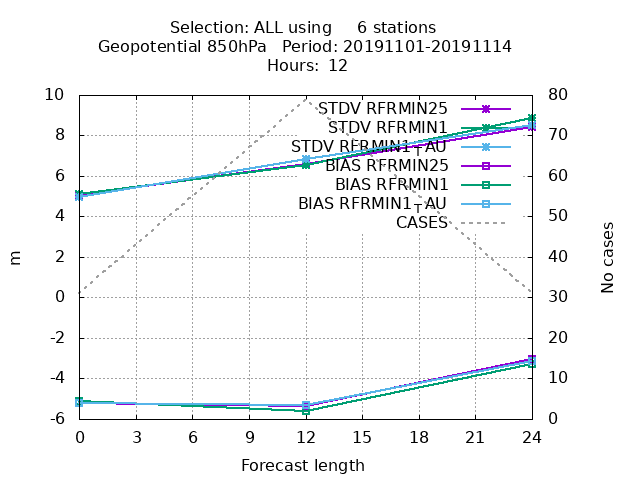 Selection: ALL using 6 stations
Geopotential 850hPa Period: 20191101-20191114
Hours: 12
10
8
6
4
2
0
-2
-4
-6
m
80
70
60
50
40
30
20
10
0
No cases
STDV RFRMIN25
STDV RFRMIN1
STDV RFRMIN1_AU
BIAS RFRMIN25
BIAS RFRMIN1
BIAS RFRMIN1_AU
CASES
0 3 6 9 12 15 18 21 24
Forecast length